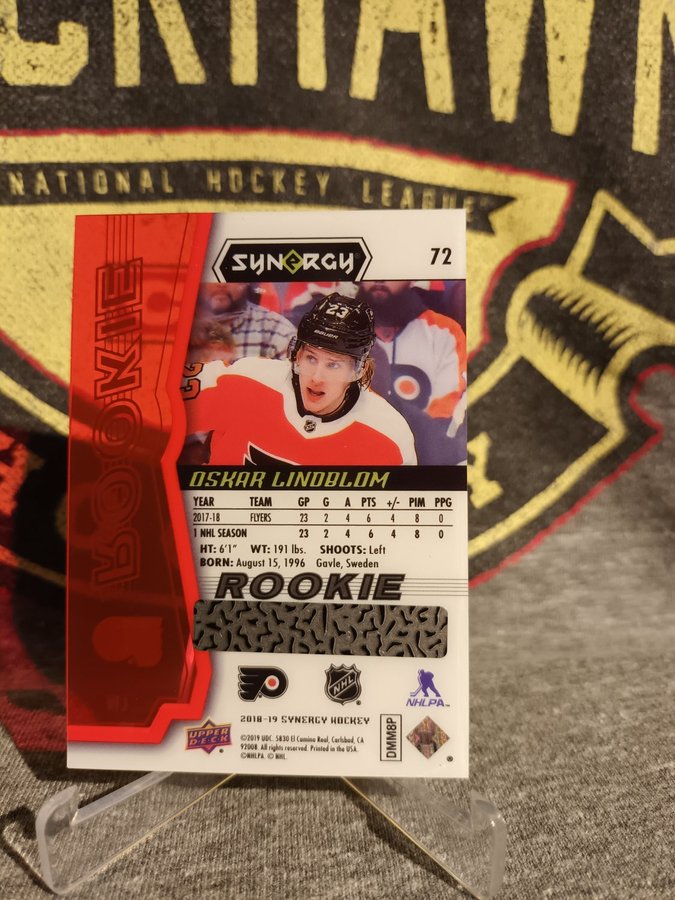 NATIONAL HOCKEY LEAGUE
SYNERGY
72
ROOKIE
23
OSKAR LINDBLOM
YEAR TEAM GP G A PTS +/- PIM PPG
2017-18 FLYERS 23 2 4 6 4 8 0
1 NHL SEASON 23 2 4 6 4 8 0
HT: 6'1" WT: 191 lbs. SHOOTS: Left
BORN: August 15, 1996 Gavle, Sweden
ROOKIE
NHL
NHLPA
2018-19 SYNERGY HOCKEY
UPPER DECK
©2019 UDC. 5830 El Camino Real, Carlsbad, CA
92008. All rights reserved. Printed in the USA.
©NHLPA. © NHL.
DMM8P